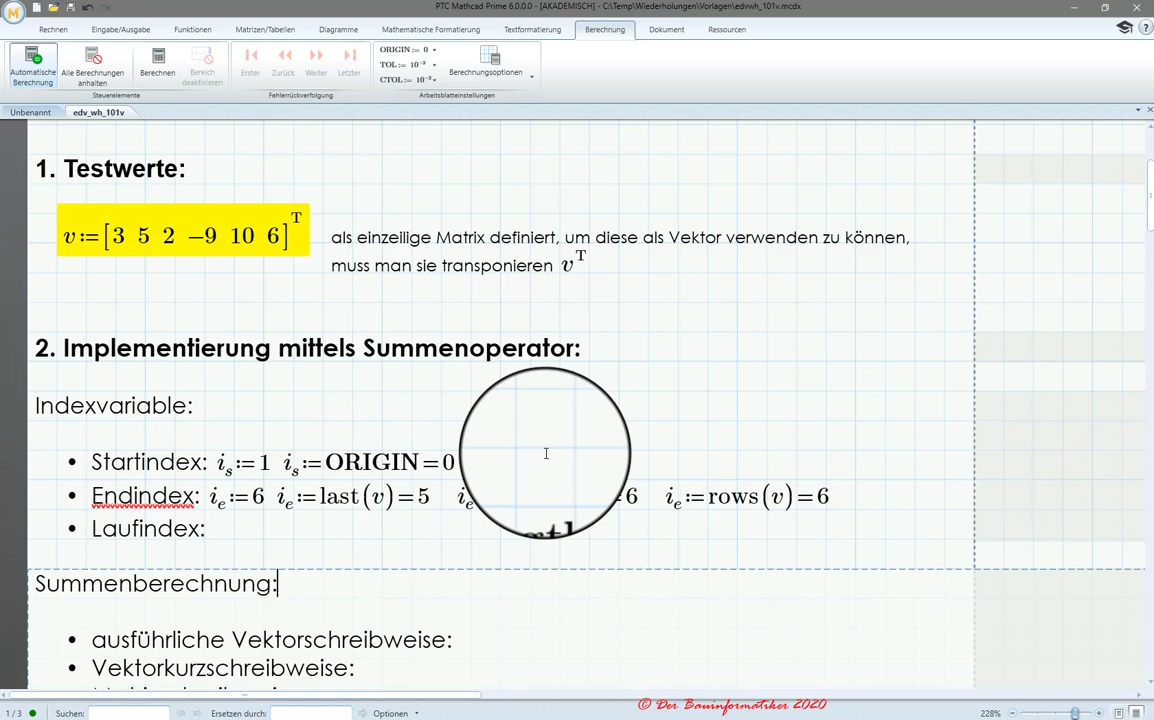 PTC Mathcad Prime 6.0.0.0 - [AKADEMISCH] - C:\Temp\Wiederholungen\Vorlagen\edvwh_101v.mcdx
Rechnen Eingabe/Ausgabe Funktionen Matrizen/Tabellen Diagramme Mathematische Formatierung Textformatierung Berechnung Dokument Ressourcen
ORIGIN := 0
TOL := 10⁻³
CTOL := 10⁻³
Automatische Berechnung
Alle Berechnungen anhalten
Berechnen
Bereich deaktivieren
Erster Zurück Weiter Letzter
Berechnungsoptionen
Steuerelemente Fehlerrückverfolgung Arbeitsblatteinstellungen
Unbenannt edv_wh_101v
1. Testwerte:
v:=[3 5 2 −9 10 6]ᵀ
als einzeilige Matrix definiert, um diese als Vektor verwenden zu können,
muss man sie transponieren vᵀ
2. Implementierung mittels Summenoperator:
Indexvariable:
• Startindex: iₛ:=1 iₛ:=ORIGIN=0
• Endindex: iₑ:=6 iₑ:=last(v)=5 iₑ =6 iₑ:=rows(v)=6
• Laufindex:
Summenberechnung:
• ausführliche Vektorschreibweise:
• Vektorkurzschreibweise:
© Der Bauinformatiker 2020
1 / 3 Suchen: Ersetzen durch: Optionen 228%